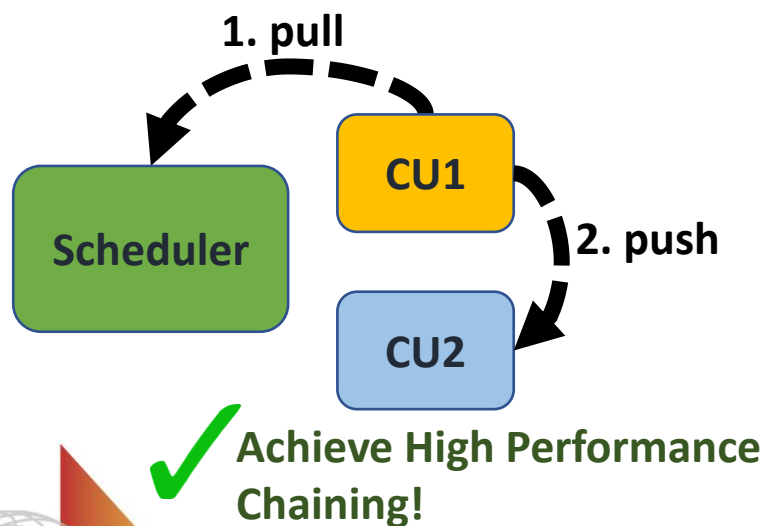 1. pull
CU1
Scheduler
2. push
CU2
Achieve High Performance
Chaining!